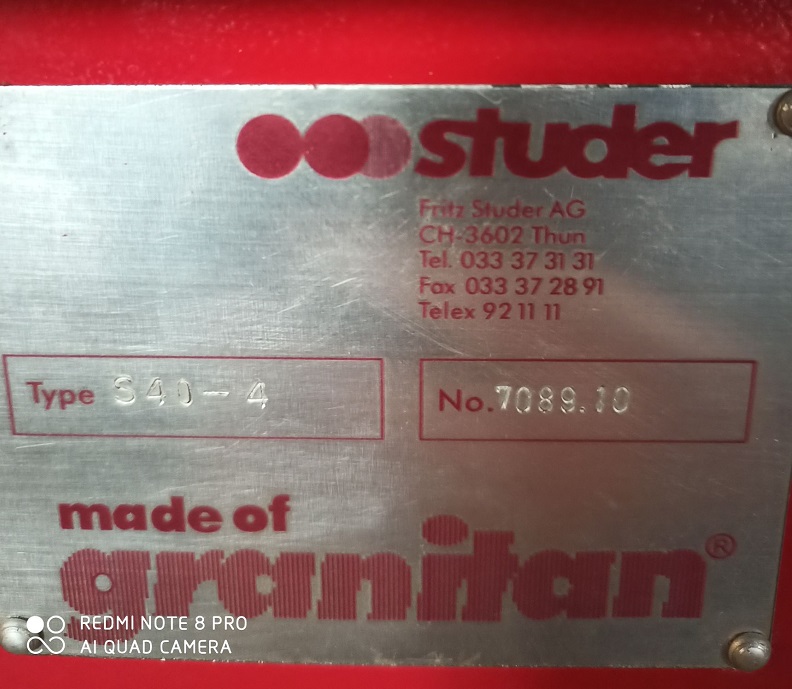 studer
Fritz Studer AG
CH-3602 Thun
Tel. 033 37 31 31
Fax 033 37 28 91
Telex 92 11 11
Type S40-4
No. 7089.10
made of
granitan®
REDMI NOTE 8 PRO
AI QUAD CAMERA